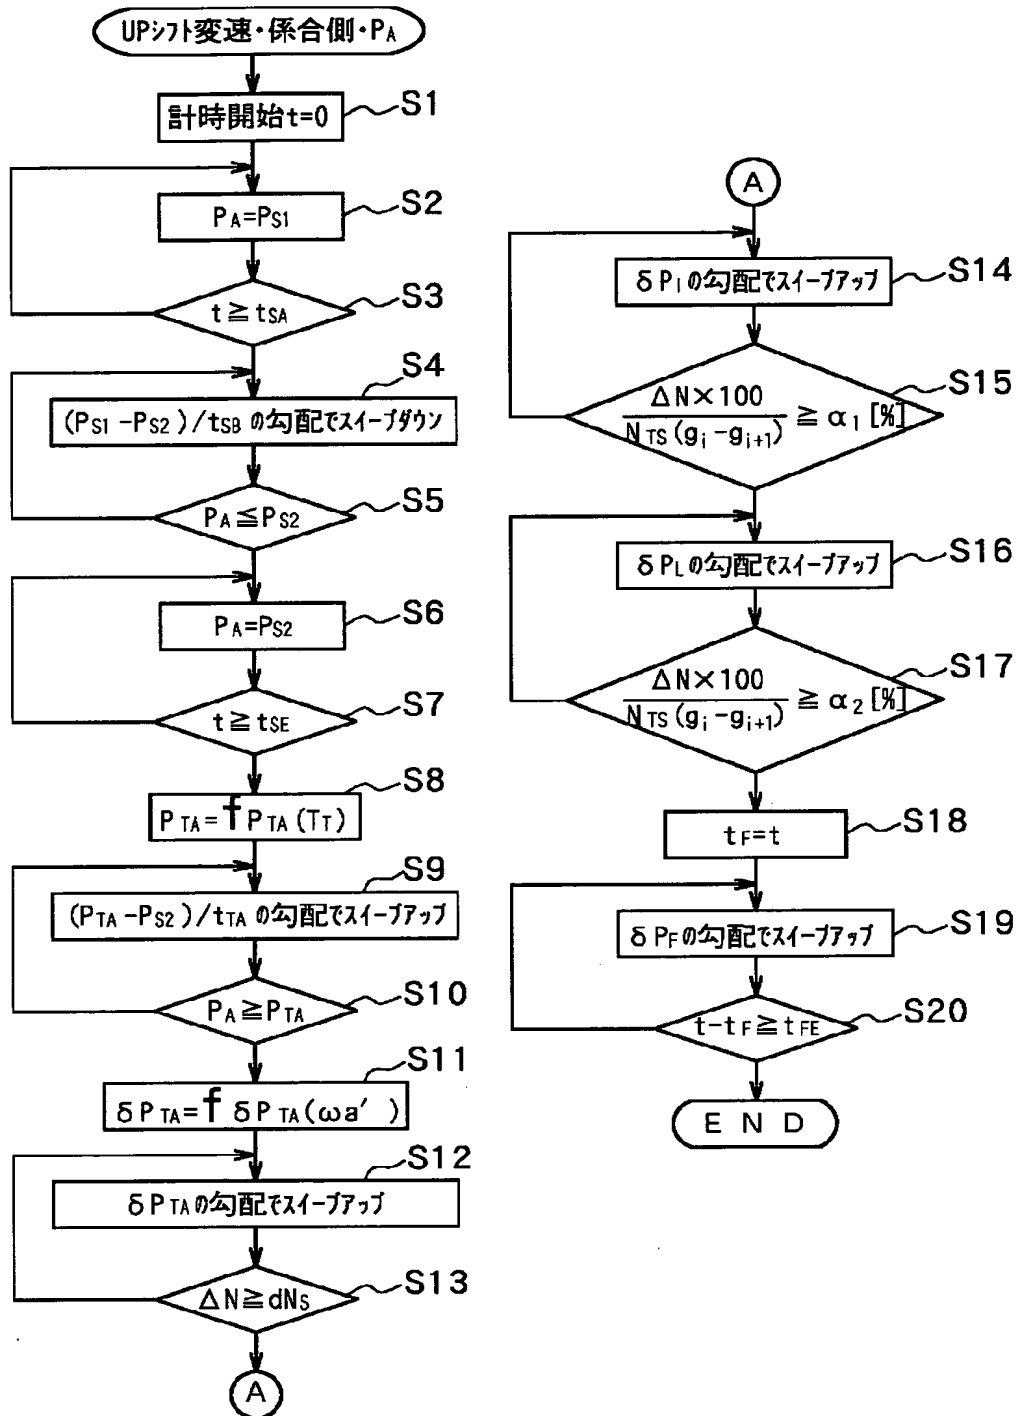 UPシフト変速・係合側・PA
計時開始t=0
S1
PA=PS1
S2
t≧tSA
S3
(PS1-PS2)/tSBの勾配でスイープダウン
S4
PA≦PS2
S5
PA=PS2
S6
t≧tSE
S7
PTA=fPTA(TT)
S8
(PTA-PS2)/tTAの勾配でスイープアップ
S9
PA≧PTA
S10
δPTA=fδPTA(ωa')
S11
δPTAの勾配でスイープアップ
S12
ΔN≧dNS
S13
A
A
δPIの勾配でスイープアップ
S14
ΔN×100
NTS(gi-gi+1)
≧α1[%]
S15
δPLの勾配でスイープアップ
S16
ΔN×100
NTS(gi-gi+1)
≧α2[%]
S17
tF=t
S18
δPFの勾配でスイープアップ
S19
t-tF≧tFE
S20
END